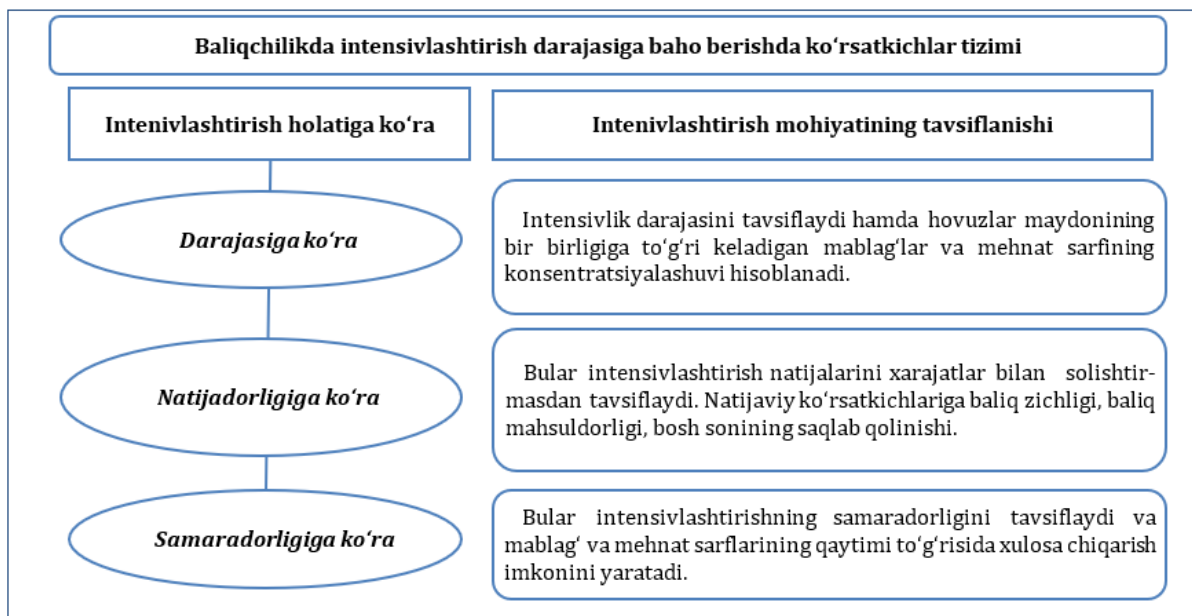 Baliqchilikda intensivlashtirish darajasiga baho berishda ko‘rsatkichlar tizimi
Intenivlashtirish holatiga ko‘ra
Intenivlashtirish mohiyatining tavsiflanishi
Darajasiga ko‘ra
Intensivlik darajasini tavsiflaydi hamda hovuzlar maydonining
bir birligiga to‘g‘ri keladigan mablag‘lar va mehnat sarfining
konsentratsiyalashuvi hisoblanadi.
Natijadorligiga ko‘ra
Bular intensivlashtirish natijalarini xarajatlar bilan solishtir-
masdan tavsiflaydi. Natijaviy ko‘rsatkichlariga baliq zichligi, baliq
mahsuldorligi, bosh sonining saqlab qolinishi.
Samaradorligiga ko‘ra
Bular intensivlashtirishning samaradorligini tavsiflaydi va
mablag‘ va mehnat sarflarining qaytimi to‘g‘risida xulosa chiqarish
imkonini yaratadi.